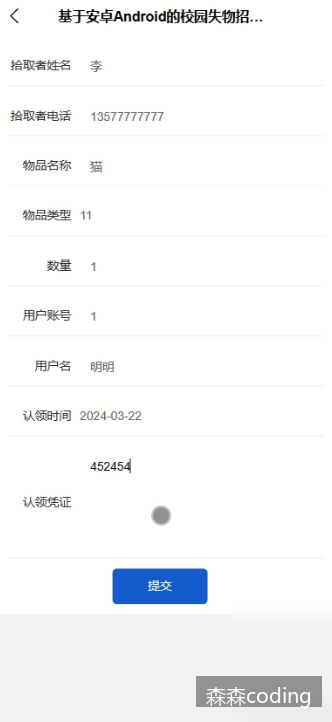 基于安卓Android的校园失物招...
拾取者姓名 李
拾取者电话 13577777777
物品名称 猫
物品类型 11
数量 1
用户账号 1
用户名 明明
认领时间 2024-03-22
452454
认领凭证
提交
森森coding